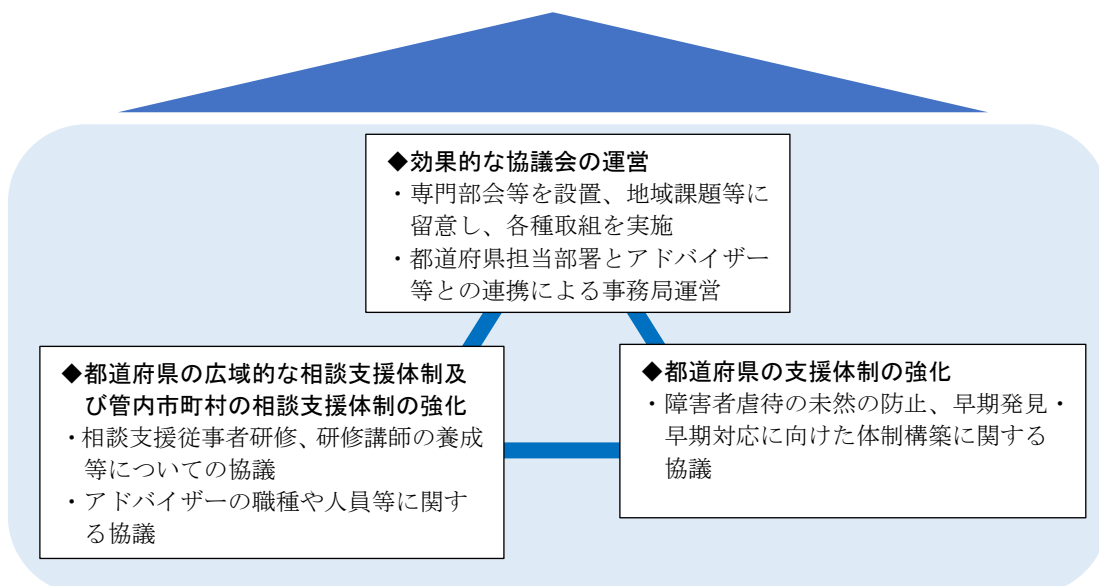 ◆効果的な協議会の運営
・専門部会等を設置、地域課題等に
留意し、各種取組を実施
・都道府県担当部署とアドバイザー
等との連携による事務局運営
◆都道府県の広域的な相談支援体制及
び管内市町村の相談支援体制の強化
・相談支援従事者研修、研修講師の養成
等についての協議
・アドバイザーの職種や人員等に関す
る協議
◆都道府県の支援体制の強化
・障害者虐待の未然の防止、早期発見・
早期対応に向けた体制構築に関する
協議